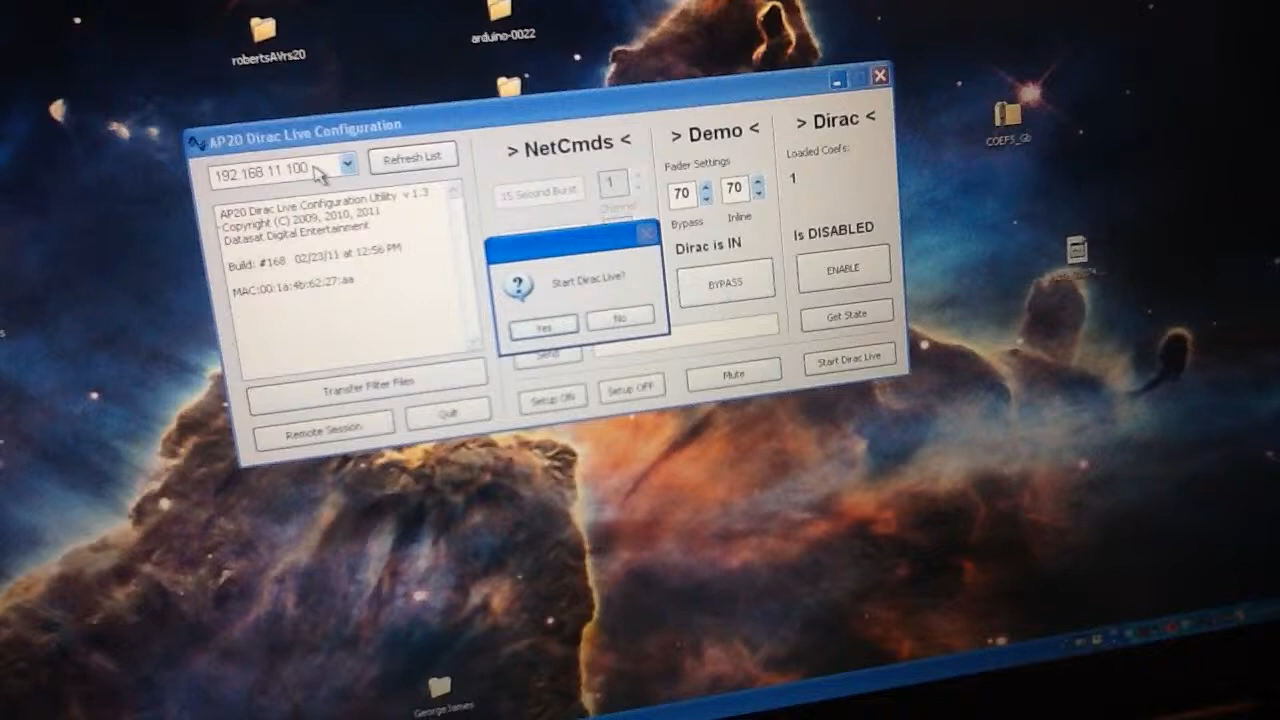 robertsAVrs20
arduino-0022
COEFS_Gb
AP20 Dirac Live Configuration
192 168 11 100
Refresh List
AP20 Dirac Live Configuration Utility v 1.3
Copyright (C) 2009, 2010, 2011
Datasat Digital Entertainment
Build: #168 02/23/11 at 12:56 PM
MAC:00:1a:4b:62:27:aa
Transfer Filter Files
Remote Session
Quit
> NetCmds <
15 Second Burst
1
Channel
Start Dirac Live?
Yes
No
Send
Setup ON
Setup OFF
> Demo <
Fader Settings
70
70
Bypass
Inline
Dirac is IN
BYPASS
Mute
> Dirac <
Loaded Coefs:
1
Is DISABLED
ENABLE
Get State
Start Dirac Live
GeorgeJames